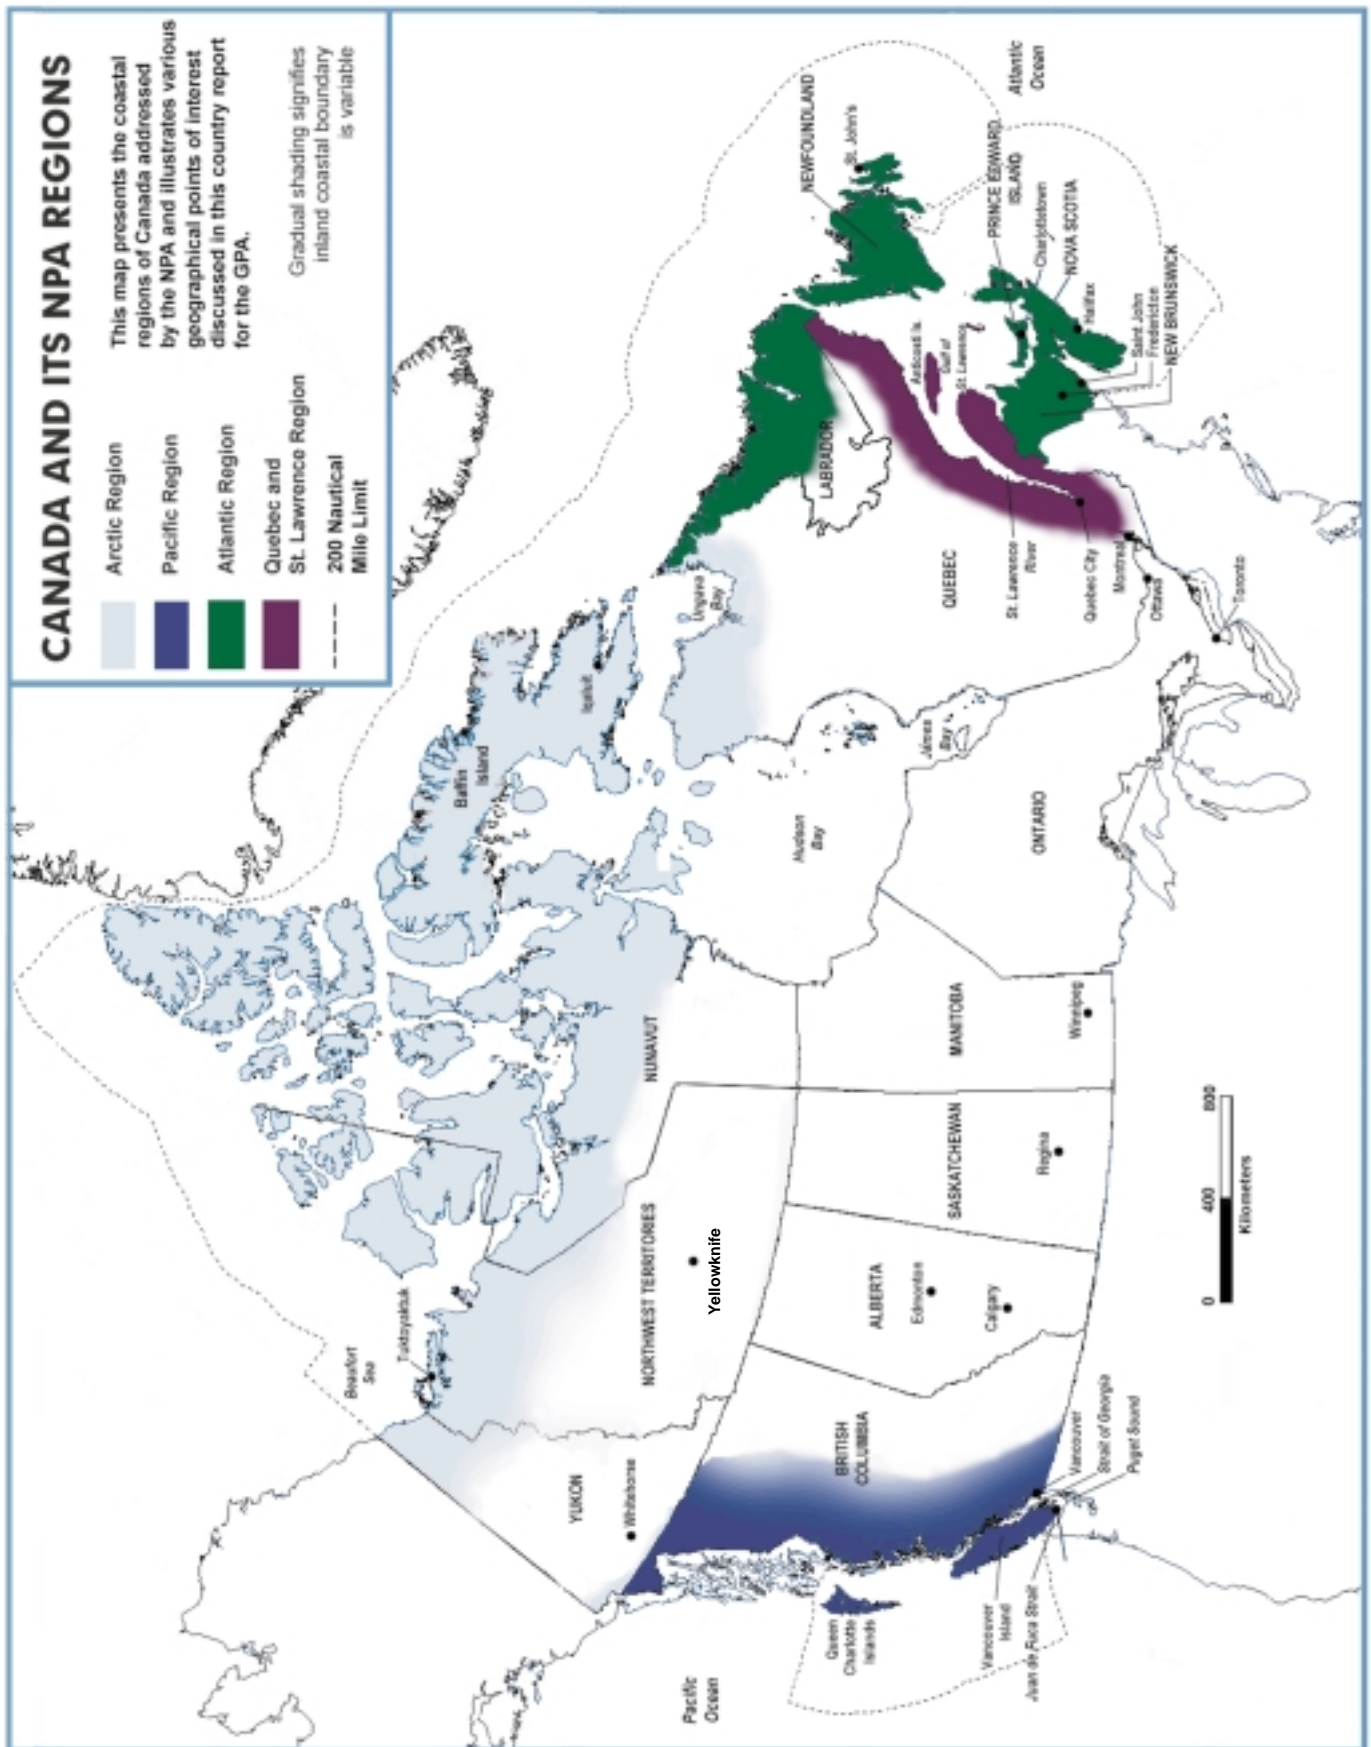 CANADA AND ITS NPA REGIONS
Arctic Region
Pacific Region
Atlantic Region
Quebec and
St. Lawrence Region
200 Nautical
Mile Limit
This map presents the coastal
regions of Canada addressed
by the NPA and illustrates various
geographical points of interest
discussed in this country report
for the GPA.
Gradual shading signifies
inland coastal boundary
is variable
Beaufort
Sea
Tuktoyaktuk
Baffin
Island
Iqaluit
Ungava
Bay
YUKON
Whitehorse
NORTHWEST TERRITORIES
Yellowknife
NUNAVUT
Hudson
Bay
James
Bay
LABRADOR
NEWFOUNDLAND
St. John's
Atlantic
Ocean
Pacific
Ocean
Queen
Charlotte
Islands
BRITISH
COLUMBIA
ALBERTA
Edmonton
Calgary
SASKATCHEWAN
Regina
MANITOBA
Winnipeg
ONTARIO
QUEBEC
Anticosti Is.
Gulf of
St. Lawrence
PRINCE EDWARD
ISLAND
Charlottetown
NOVA SCOTIA
Halifax
Saint John
Fredericton
NEW BRUNSWICK
St. Lawrence
River
Quebec City
Montreal
Ottawa
Toronto
Vancouver
Island
Juan de Fuca Strait
Vancouver
Strait of Georgia
Puget Sound
0 400 800
Kilometers